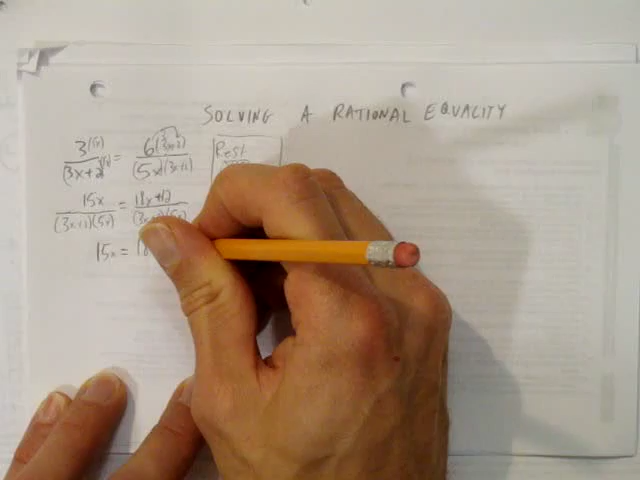 SOLVING A RATIONAL EQUALITY
3(5x) / (3x+2)(5x) = 6(3x+2) / (5x)(3x+2)
Rest
15x / (3x+2)(5x) = 18x+12 / (3x+2)(5x)
15x = 18